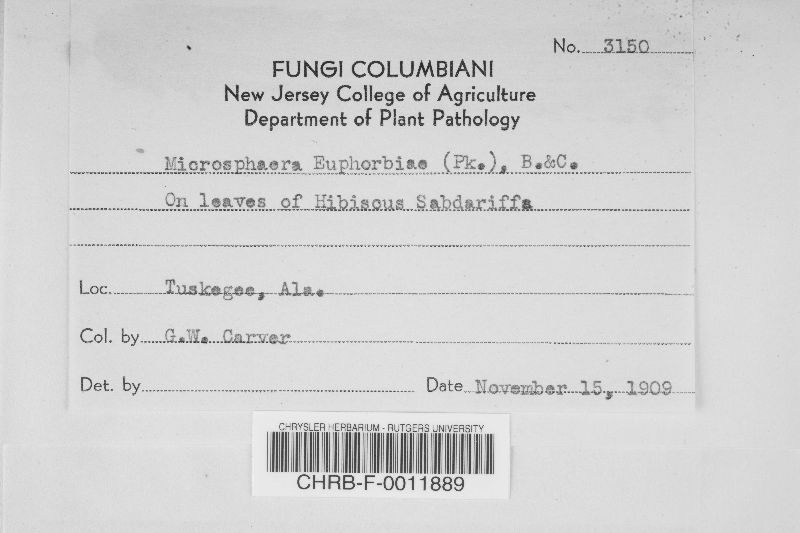 No. 3150
FUNGI COLUMBIANI
New Jersey College of Agriculture
Department of Plant Pathology
Microsphaera Euphorbiae (Pk.), B.&C.
On leaves of Hibiscus Sabdariffa
Loc. Tuskegee, Ala.
Col. by G.W. Carver
Det. by Date November 15, 1909
CHRYSLER HERBARIUM - RUTGERS UNIVERSITY
CHRB-F-0011889